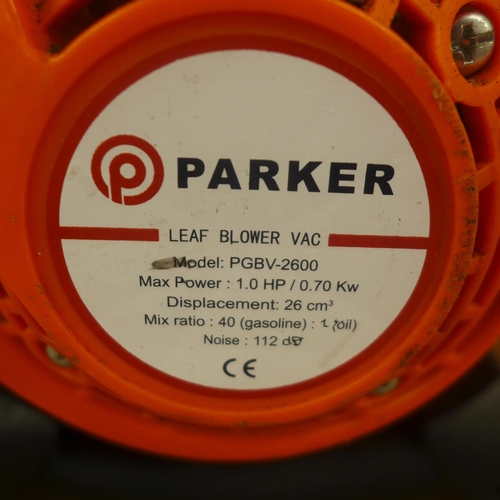 PARKER
LEAF BLOWER VAC
Model: PGBV-2600
Max Power : 1.0 HP / 0.70 Kw
Displacement: 26 cm³
Mix ratio : 40 (gasoline) : 1 (oil)
Noise : 112 dB
CE